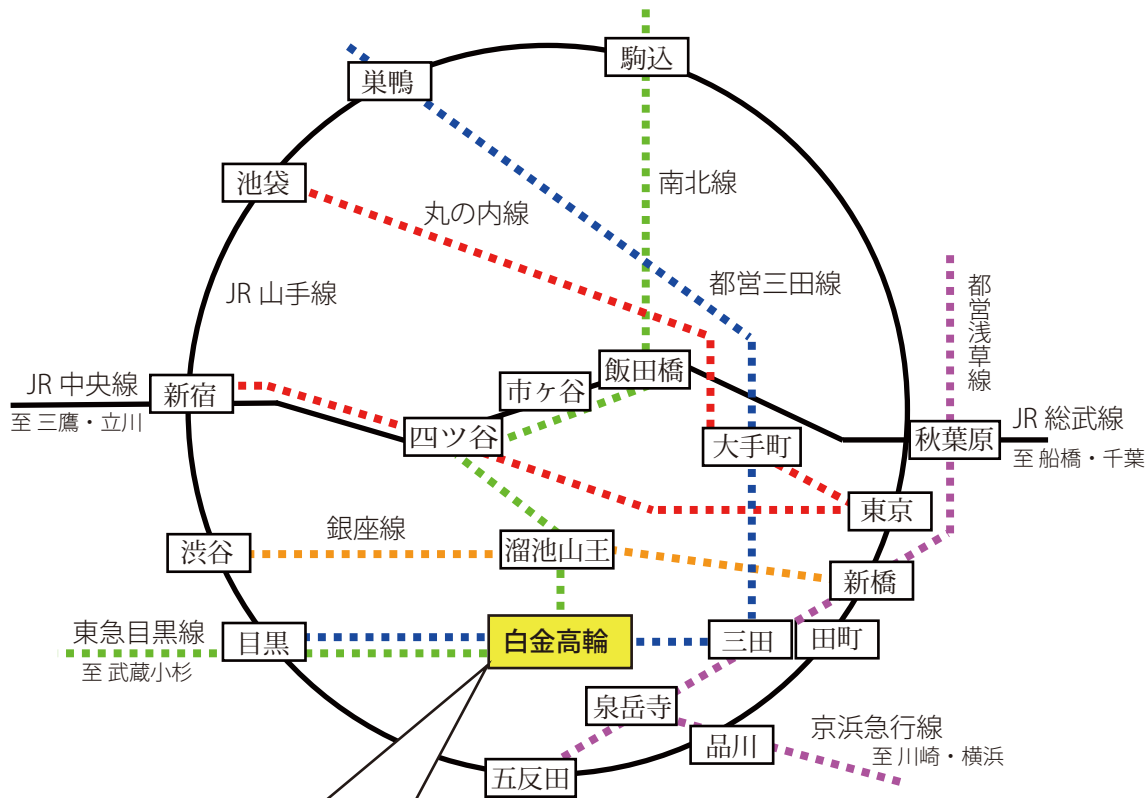 駒込
巣鴨
池袋
南北線
丸の内線
都営三田線
JR 山手線
都営浅草線
飯田橋
市ヶ谷
JR 中央線
至 三鷹・立川
新宿
四ツ谷
大手町
秋葉原
JR 総武線
至 船橋・千葉
東京
銀座線
渋谷
溜池山王
新橋
東急目黒線
至 武蔵小杉
目黒
白金高輪
三田
田町
泉岳寺
品川
京浜急行線
至 川崎・横浜
五反田